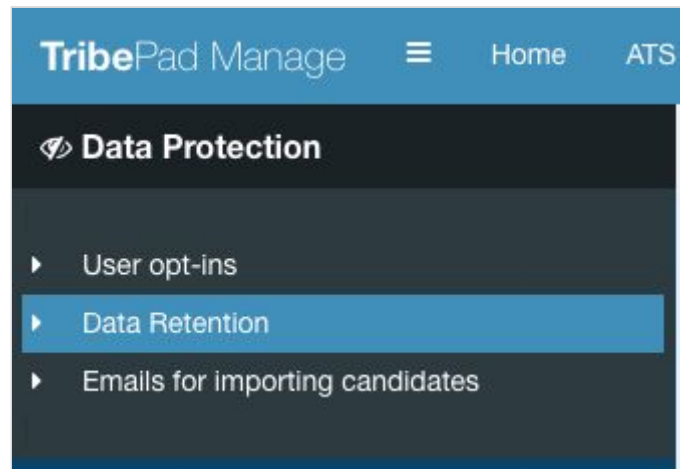 TribePad Manage Home ATS
Data Protection
User opt-ins
Data Retention
Emails for importing candidates